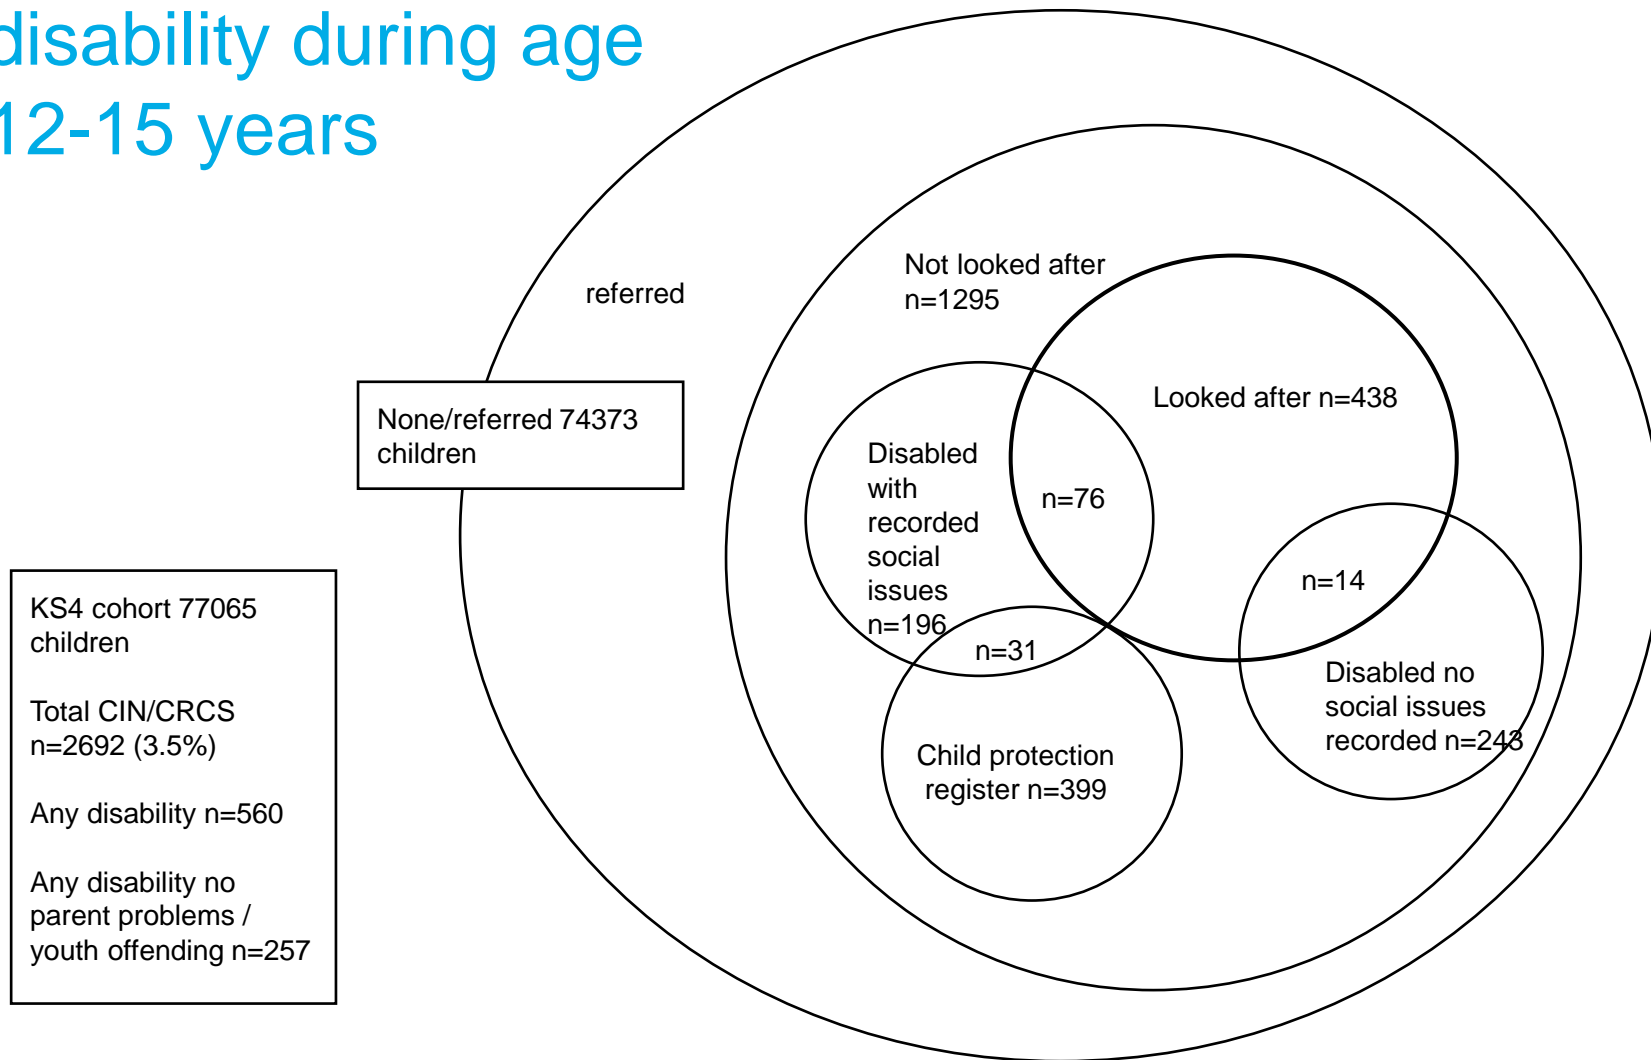 disability during age
12-15 years
referred
Not looked after
n=1295
Looked after n=438
None/referred 74373
children
Disabled
with
recorded
social
issues
n=196
n=76
n=14
n=31
Disabled no
social issues
recorded n=243
Child protection
register n=399
KS4 cohort 77065
children
Total CIN/CRCS
n=2692 (3.5%)
Any disability n=560
Any disability no
parent problems /
youth offending n=257